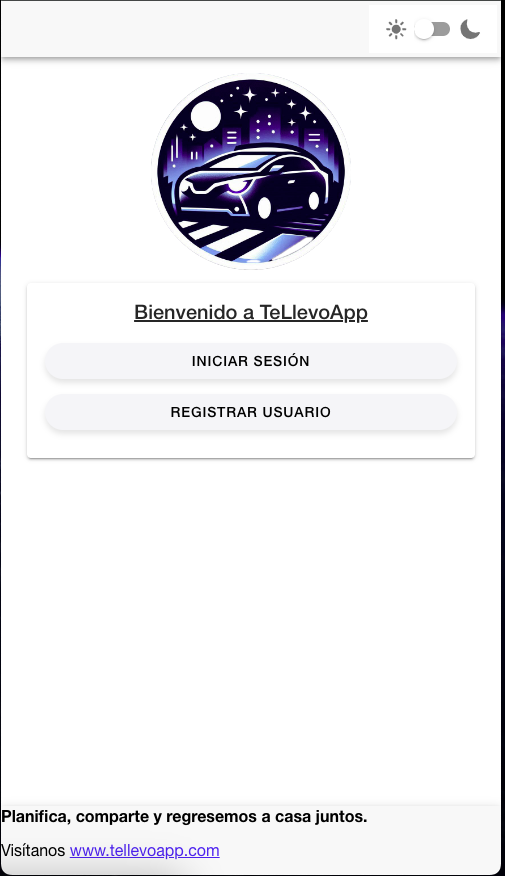 Bienvenido a TeLlevoApp
INICIAR SESIÓN
REGISTRAR USUARIO
Planifica, comparte y regresemos a casa juntos.
Visítanos www.tellevoapp.com